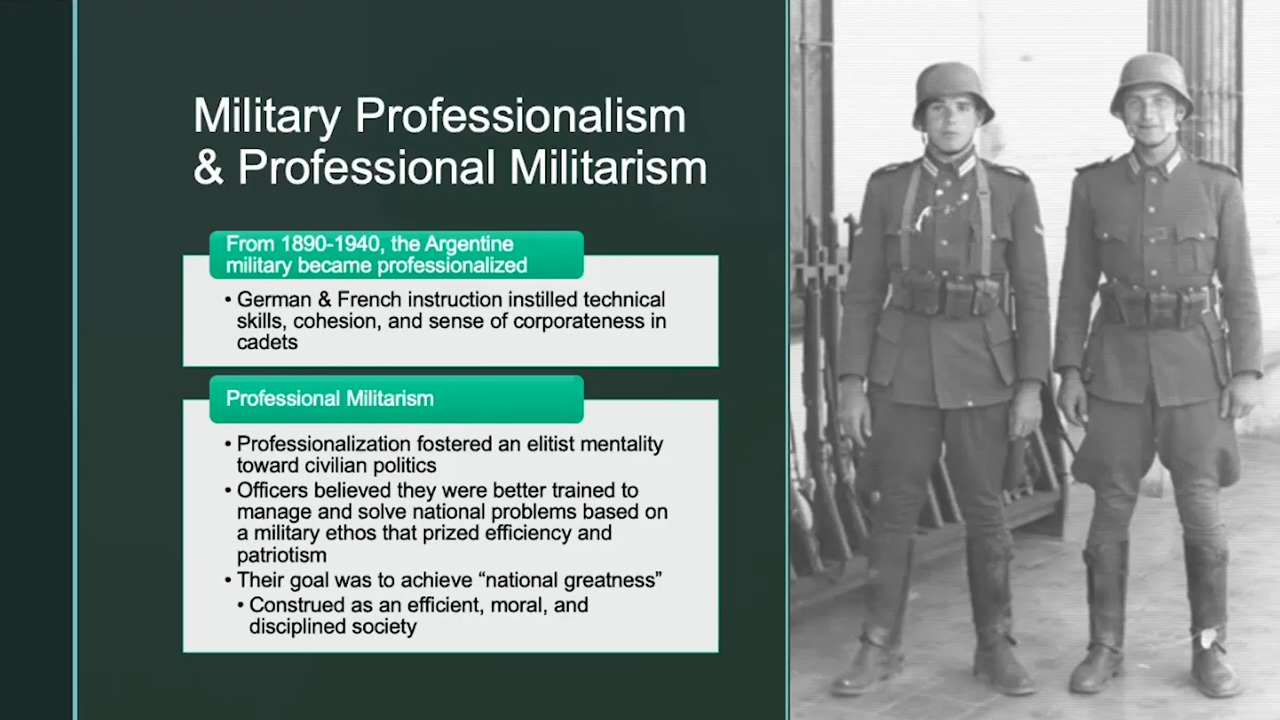 Military Professionalism
& Professional Militarism
From 1890-1940, the Argentine
military became professionalized
• German & French instruction instilled technical
skills, cohesion, and sense of corporateness in
cadets
Professional Militarism
• Professionalization fostered an elitist mentality
toward civilian politics
• Officers believed they were better trained to
manage and solve national problems based on
a military ethos that prized efficiency and
patriotism
• Their goal was to achieve “national greatness”
• Construed as an efficient, moral, and
disciplined society